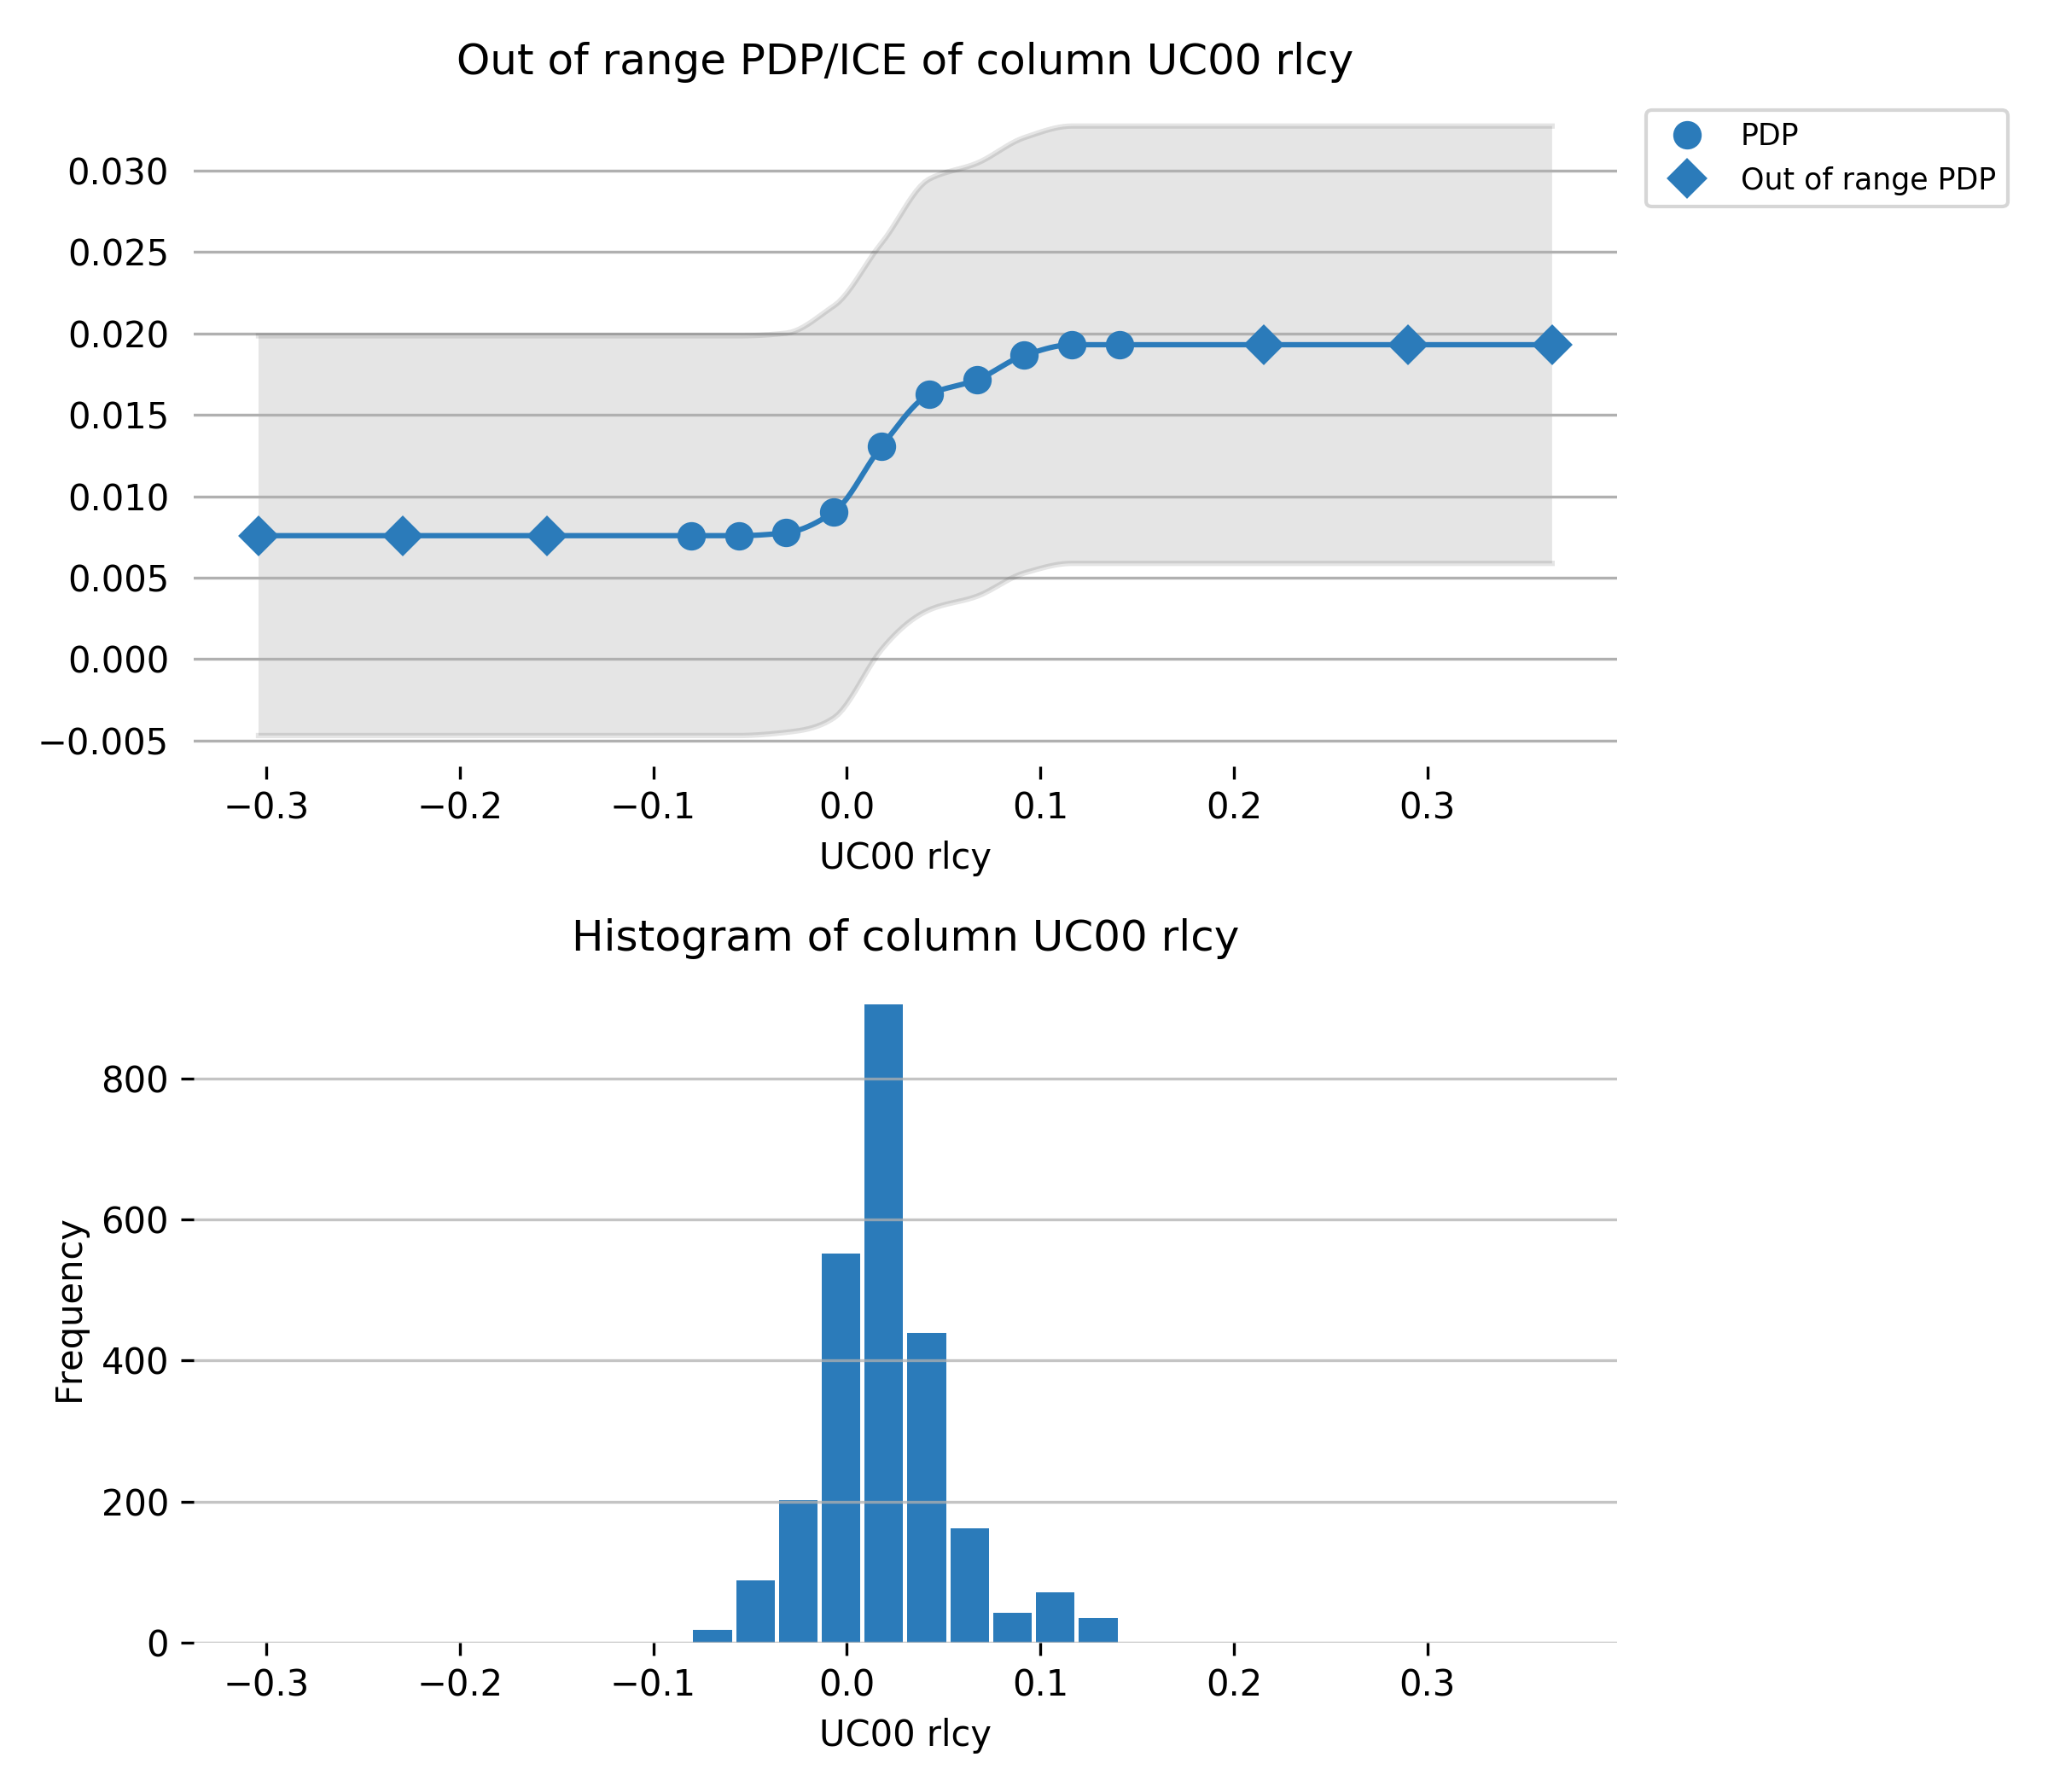 Out of range PDP/ICE of column UC00 rlcy
PDP
Out of range PDP
0.030
0.025
0.020
0.015
0.010
0.005
0.000
−0.005
−0.3 −0.2 −0.1 0.0 0.1 0.2 0.3
UC00 rlcy
Histogram of column UC00 rlcy
Frequency
800
600
400
200
0
−0.3 −0.2 −0.1 0.0 0.1 0.2 0.3
UC00 rlcy